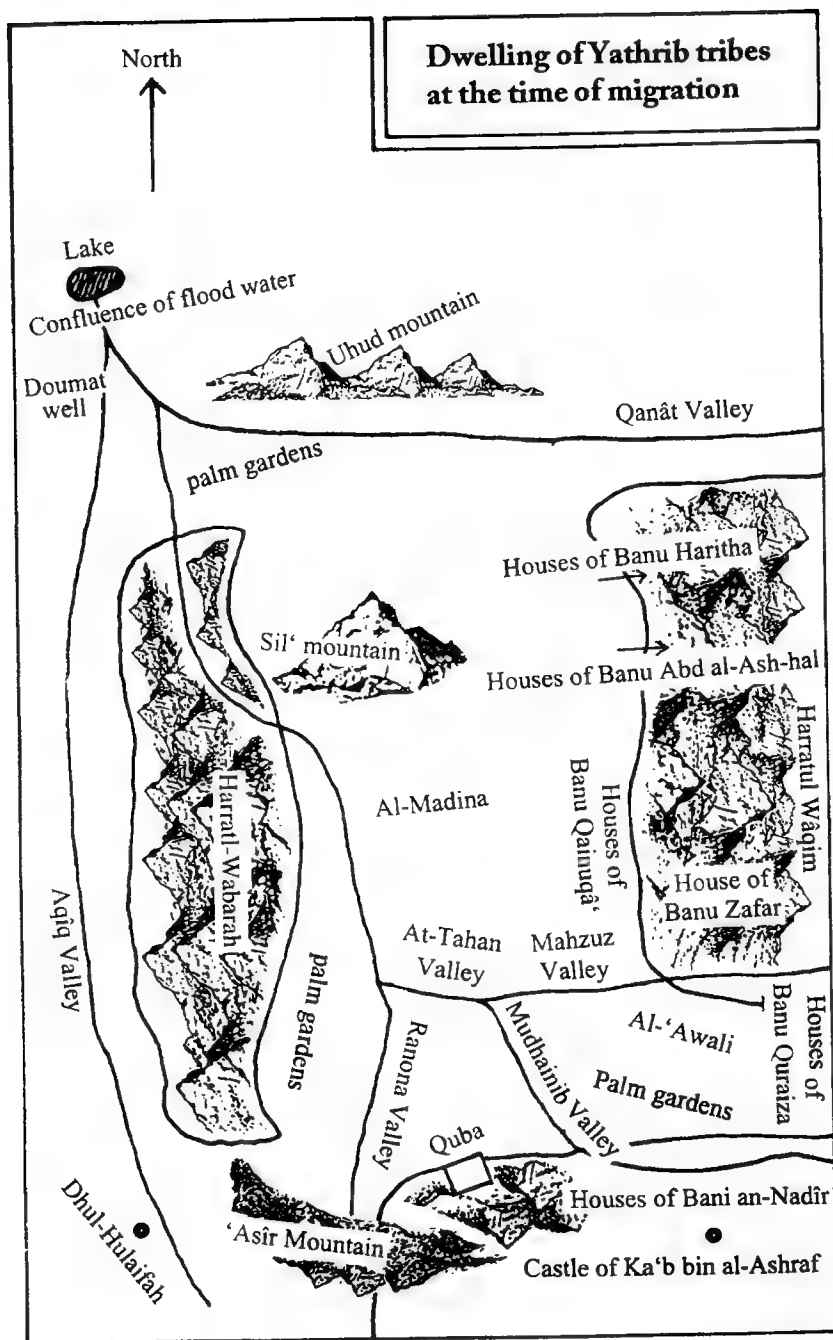 Dwelling of Yathrib tribes
at the time of migration
North
Lake
Confluence of flood water
Uhud mountain
Doumat
well
Qanât Valley
palm gardens
Houses of Banu Haritha
Sil‘ mountain
Houses of Banu Abd al-Ash-hal
Harratul Wâqim
Harratl-Wabarah
Al-Madina
Houses of
Banu Qainuqâ‘
House of
Banu Zafar
Aqîq Valley
At-Tahan
Valley
Mahzuz
Valley
palm gardens
Ranona Valley
Mudhainib Valley
Al-‘Awali
Palm gardens
Houses of
Banu Quraiza
Quba
Houses of Bani an-Nadîr
Dhul-Hulaifah
‘Asîr Mountain
Castle of Ka‘b bin al-Ashraf